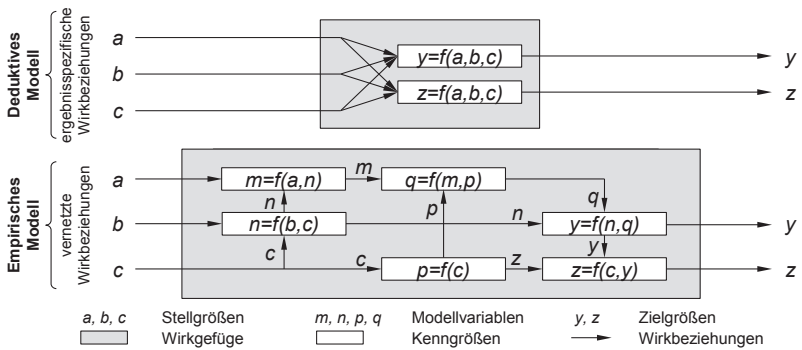 Deduktives
Modell
ergebnisspezifische
Wirkbeziehungen
a
b
c
y=f(a,b,c)
z=f(a,b,c)
y
z
Empirisches
Modell
vernetzte
Wirkbeziehungen
a
m=f(a,n)
m
q=f(m,p)
n
p
q
b
n=f(b,c)
n
y=f(n,q)
y
c
y
c
c
p=f(c)
z
z=f(c,y)
z
a, b, c Stellgrößen m, n, p, q Modellvariablen y, z Zielgrößen
Wirkgefüge Kenngrößen Wirkbeziehungen